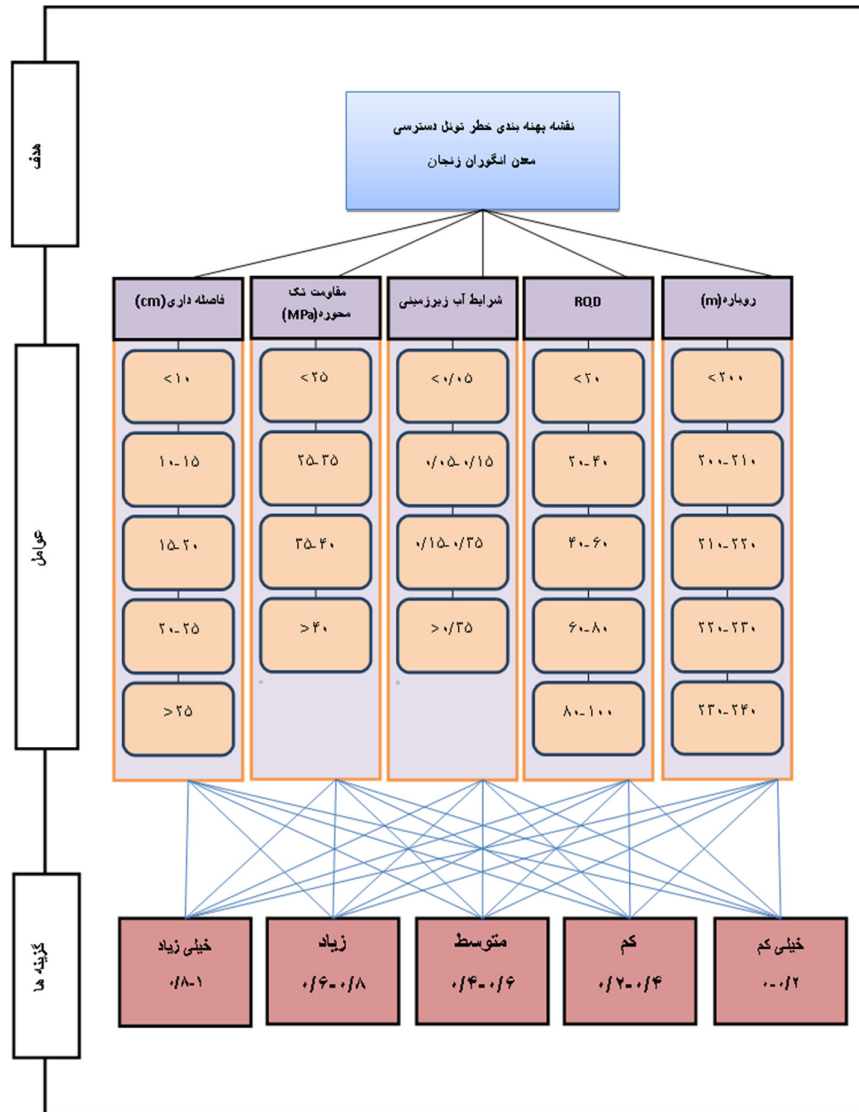 هدف
نقشه پهنه بندی خطر تونل دسترسی
معدن انگوران زنجان
عوامل
روباره(m)
RQD
شرایط آب زیرزمینی
مقاومت تک
محوره(MPa)
فاصله داری(cm)
<۲۰۰
<۲۰
<۰/۰۵
<۲۵
<۱۰
۲۰۰-۲۱۰
۲۰-۴۰
۰/۰۵-۰/۱۵
۲۵-۳۵
۱۰-۱۵
۲۱۰-۲۲۰
۴۰-۶۰
۰/۱۵-۰/۳۵
۳۵-۴۰
۱۵-۲۰
۲۲۰-۲۳۰
۶۰-۸۰
>۰/۳۵
>۴۰
۲۰-۲۵
۲۳۰-۲۴۰
۸۰-۱۰۰
>۲۵
گزینه ها
خیلی کم
۰-۰/۲
کم
۰/۲-۰/۴
متوسط
۰/۴-۰/۶
زیاد
۰/۶-۰/۸
خیلی زیاد
۰/۸-۱